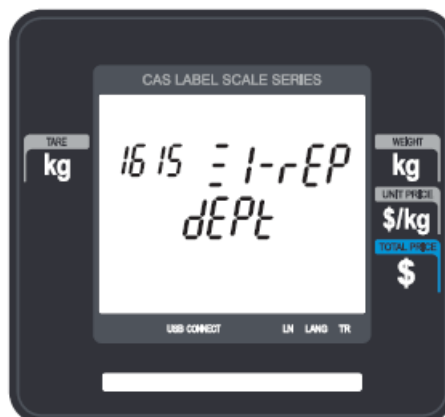 CAS LABEL SCALE SERIES
TARE
kg
1615 Ξ1-rEP
dEPt
WEIGHT
kg
UNIT PRICE
$/kg
TOTAL PRICE
$
USB CONNECT LN LANG TR